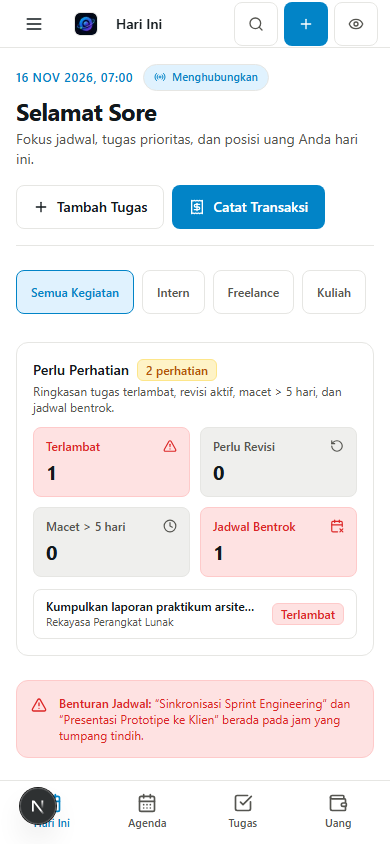 Hari Ini
16 NOV 2026, 07:00
Menghubungkan
Selamat Sore
Fokus jadwal, tugas prioritas, dan posisi uang Anda hari
ini.
Tambah Tugas
Catat Transaksi
Semua Kegiatan
Intern
Freelance
Kuliah
Perlu Perhatian
2 perhatian
Ringkasan tugas terlambat, revisi aktif, macet > 5 hari, dan
jadwal bentrok.
Terlambat
1
Perlu Revisi
0
Macet > 5 hari
0
Jadwal Bentrok
1
Kumpulkan laporan praktikum arsite...
Rekayasa Perangkat Lunak
Terlambat
Benturan Jadwal: "Sinkronisasi Sprint Engineering" dan
"Presentasi Prototipe ke Klien" berada pada jam yang
tumpang tindih.
N
Hari Ini
Agenda
Tugas
Uang